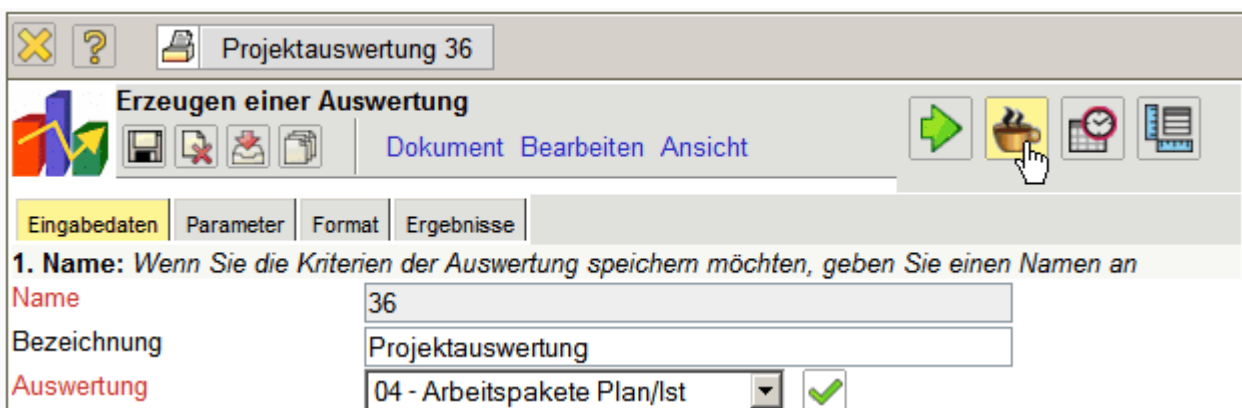 Projektauswertung 36
Erzeugen einer Auswertung
Dokument Bearbeiten Ansicht
Eingabedaten Parameter Format Ergebnisse
1. Name: Wenn Sie die Kriterien der Auswertung speichern möchten, geben Sie einen Namen an
Name 36
Bezeichnung Projektauswertung
Auswertung 04 - Arbeitspakete Plan/Ist